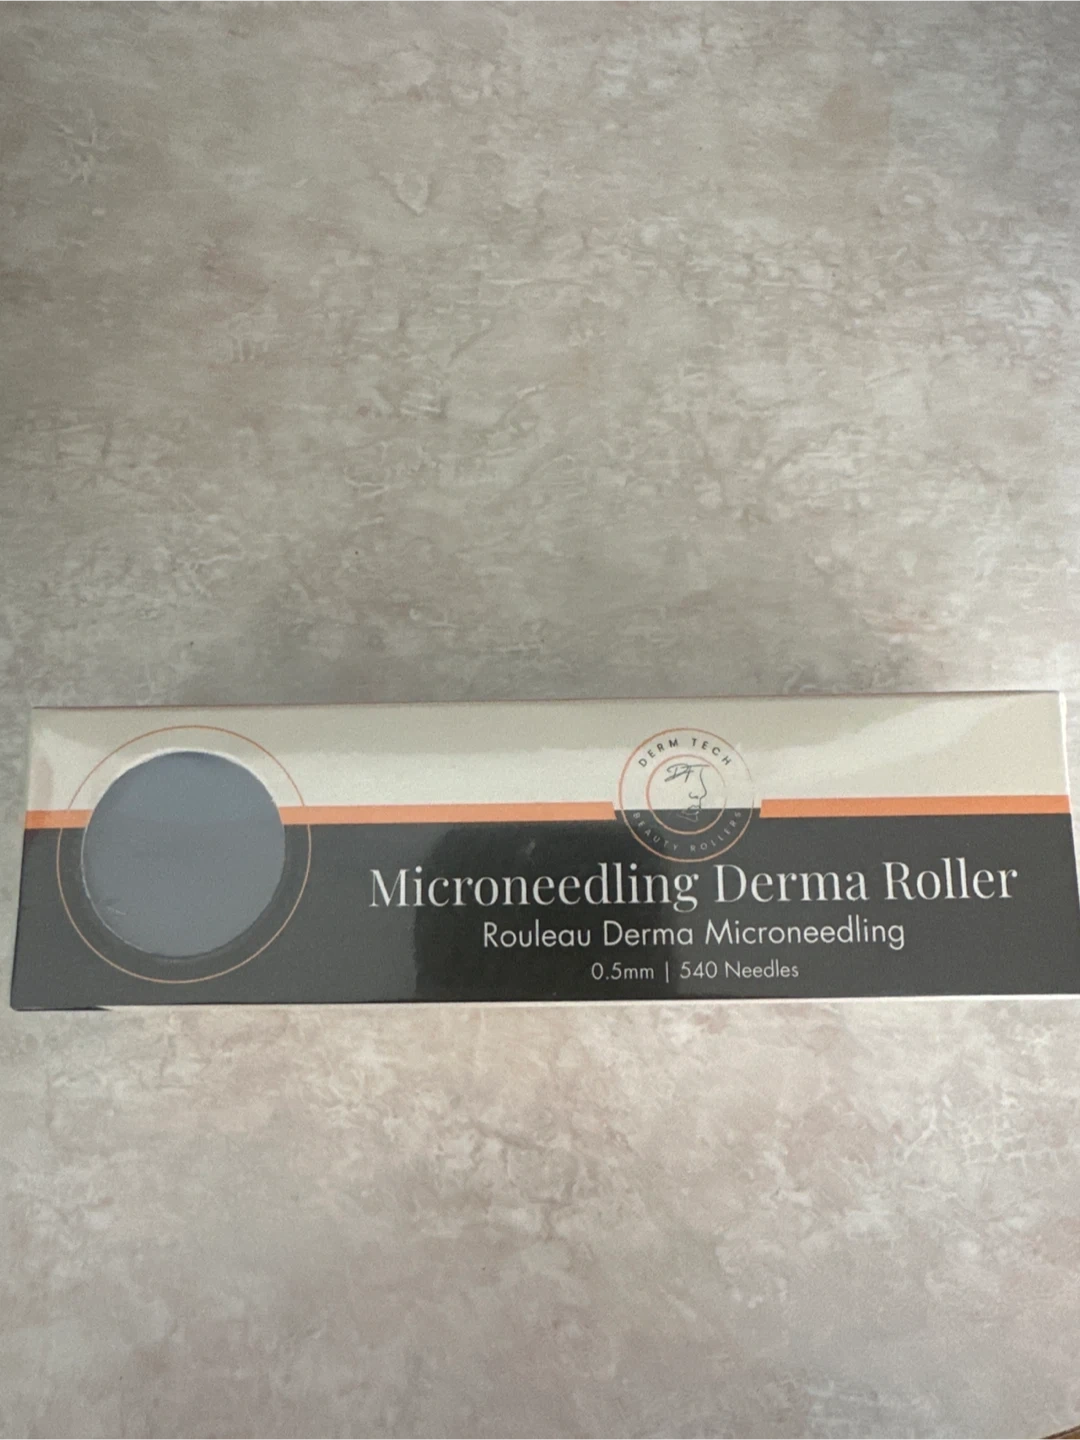 DERM TECH
BEAUTY ROLLERS
Microneedling Derma Roller
Rouleau Derma Microneedling
0.5mm | 540 Needles